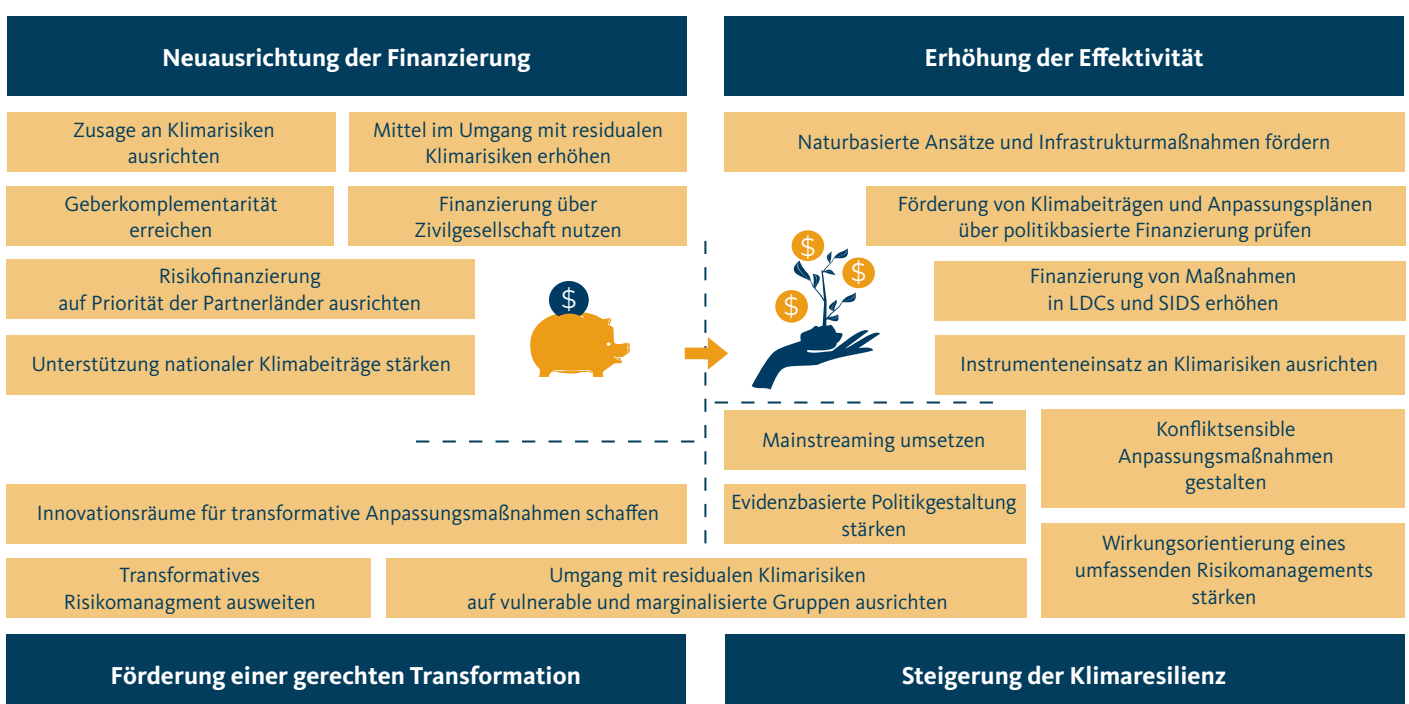 Neuausrichtung der Finanzierung
Zusage an Klimarisiken
ausrichten
Mittel im Umgang mit residualen
Klimarisiken erhöhen
Geberkomplementarität
erreichen
Finanzierung über
Zivilgesellschaft nutzen
Risikofinanzierung
auf Priorität der Partnerländer ausrichten
Unterstützung nationaler Klimabeiträge stärken
$
Erhöhung der Effektivität
Naturbasierte Ansätze und Infrastrukturmaßnahmen fördern
Förderung von Klimabeiträgen und Anpassungsplänen
über politikbasierte Finanzierung prüfen
$
$
$
Finanzierung von Maßnahmen
in LDCs und SIDS erhöhen
Instrumenteneinsatz an Klimarisiken ausrichten
Innovationsräume für transformative Anpassungsmaßnahmen schaffen
Transformatives
Risikomanagment ausweiten
Umgang mit residualen Klimarisiken
auf vulnerable und marginalisierte Gruppen ausrichten
Förderung einer gerechten Transformation
Mainstreaming umsetzen
Konfliktsensible
Anpassungsmaßnahmen
gestalten
Evidenzbasierte Politikgestaltung
stärken
Wirkungsorientierung eines
umfassenden Risikomanagements
stärken
Steigerung der Klimaresilienz